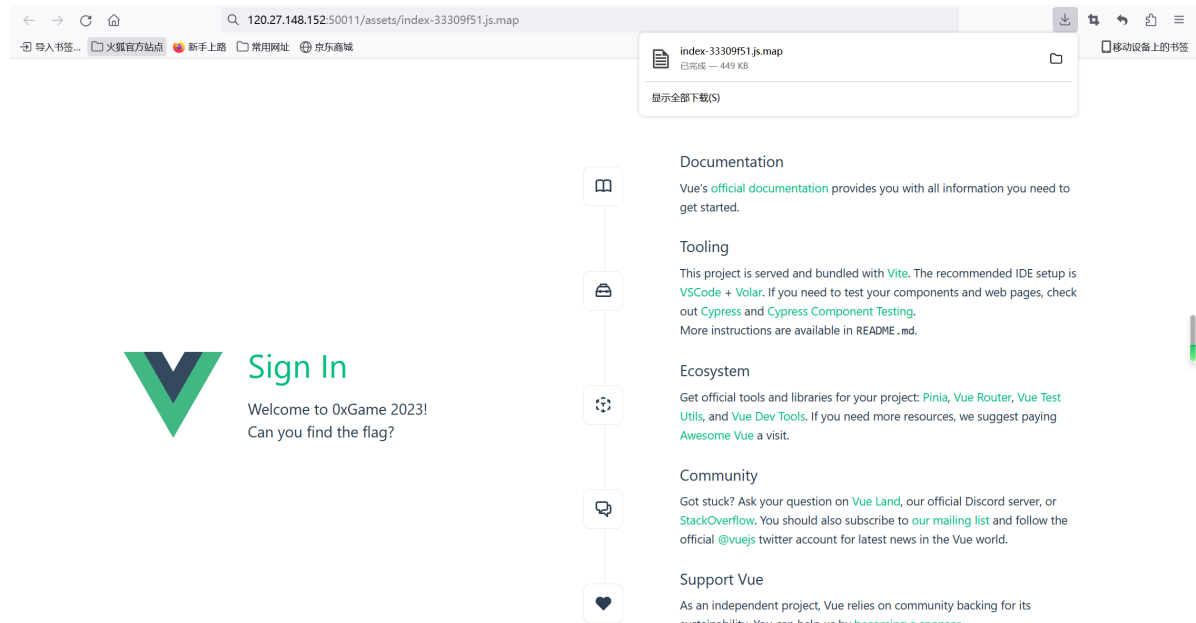 120.27.148.152:50011/assets/index-33309f51.js.map
导入书签...
火狐官方站点
新手上路
常用网址
京东商城
移动设备上的书签
index-33309f51.js.map
已完成 — 449 KB
显示全部下载(S)
Sign In
Welcome to 0xGame 2023!
Can you find the flag?
Documentation
Vue's official documentation provides you with all information you need to
get started.
Tooling
This project is served and bundled with Vite. The recommended IDE setup is
VSCode + Volar. If you need to test your components and web pages, check
out Cypress and Cypress Component Testing.
More instructions are available in README.md.
Ecosystem
Get official tools and libraries for your project: Pinia, Vue Router, Vue Test
Utils, and Vue Dev Tools. If you need more resources, we suggest paying
Awesome Vue a visit.
Community
Got stuck? Ask your question on Vue Land, our official Discord server, or
StackOverflow. You should also subscribe to our mailing list and follow the
official @vuejs twitter account for latest news in the Vue world.
Support Vue
As an independent project, Vue relies on community backing for its
sustainability. You can help us by becoming a sponsor.